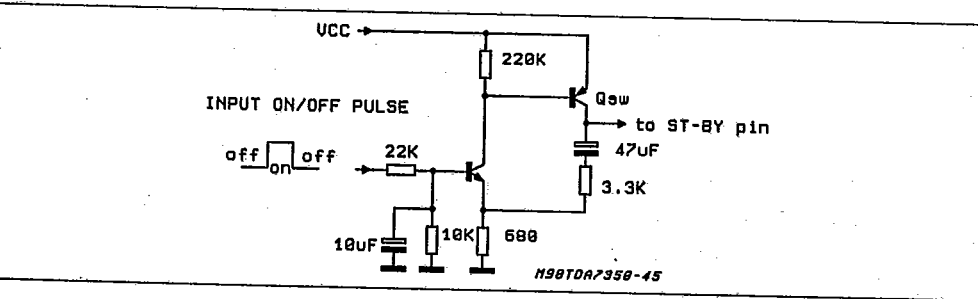 VCC
220K
Qsw
INPUT ON/OFF PULSE
to ST-BY pin
off on off
22K
47uF
3.3K
10uF
10K
680
M90TDA7350-45